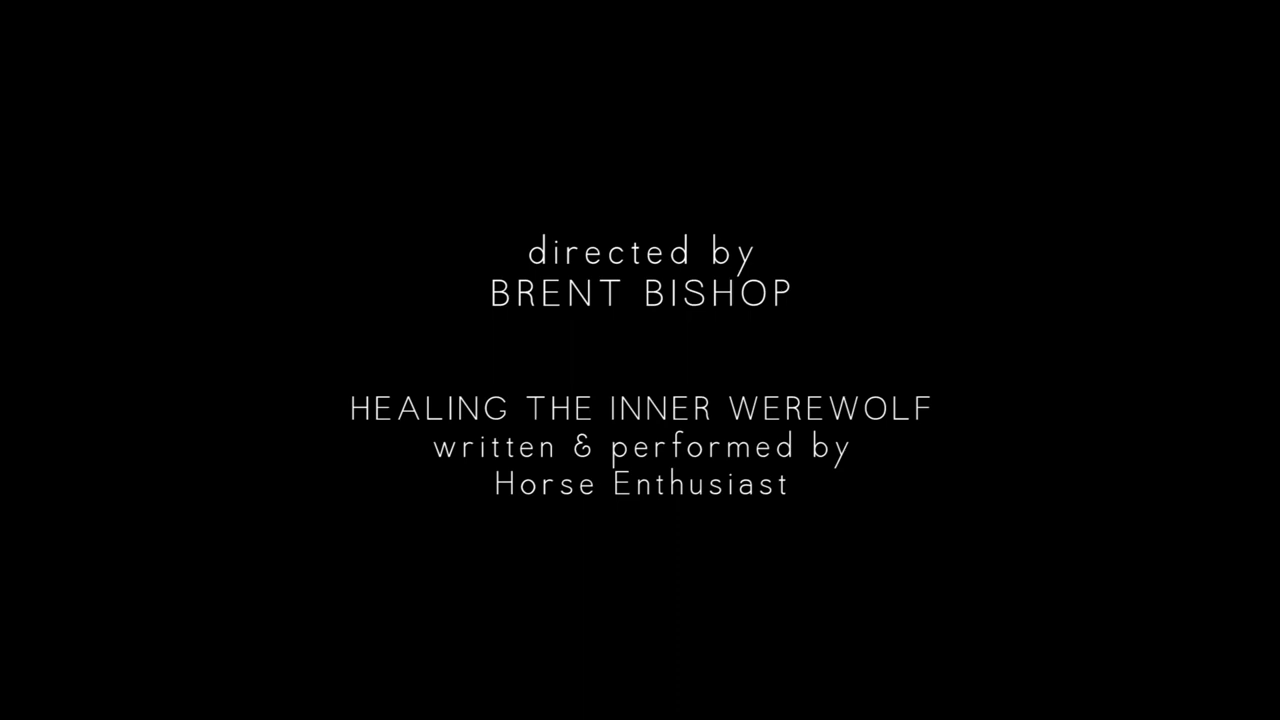 directed by
BRENT BISHOP
HEALING THE INNER WEREWOLF
written & performed by
Horse Enthusiast